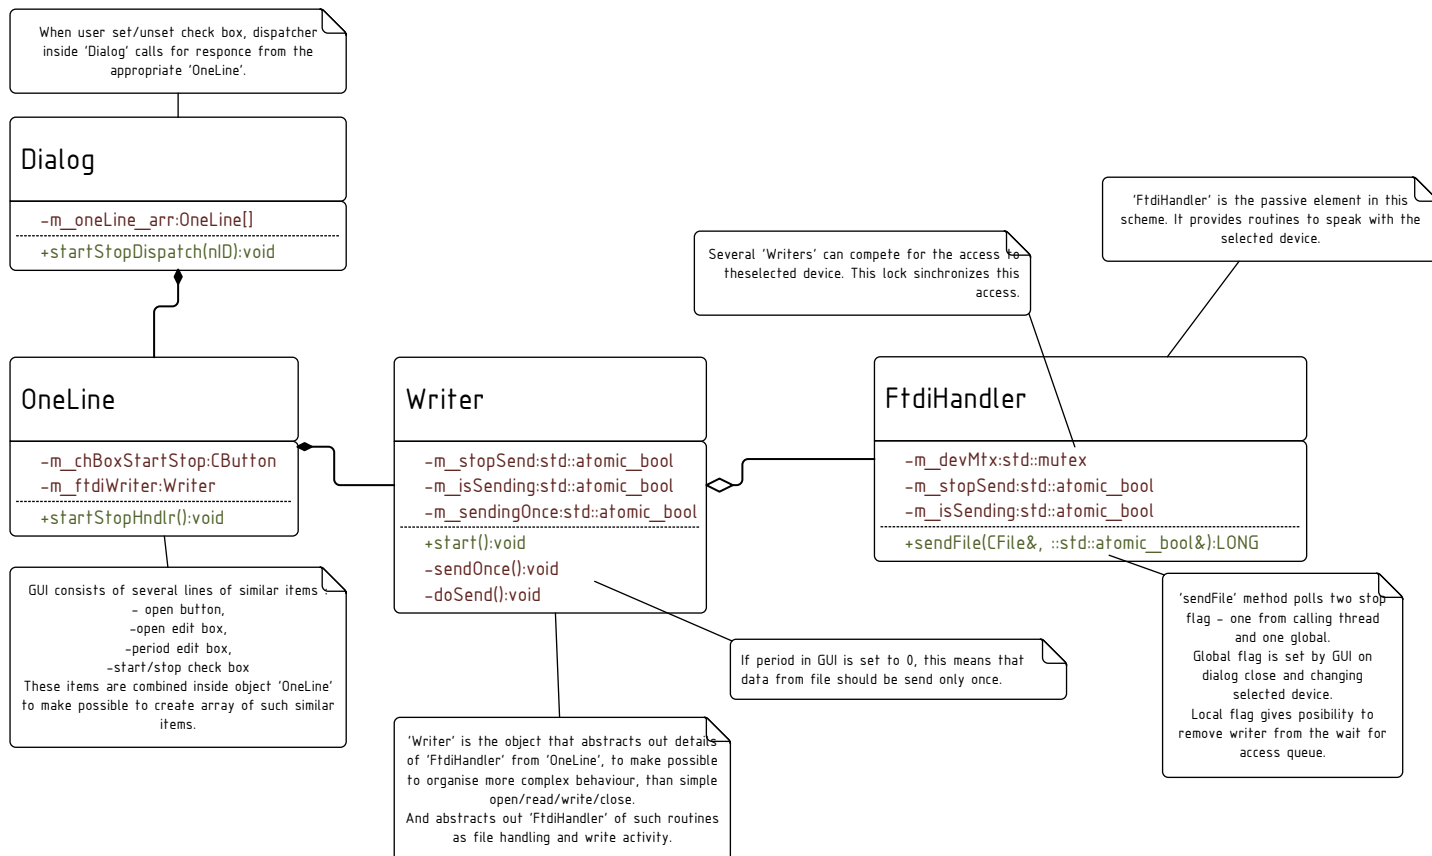 When user set/unset check box, dispatcher
inside 'Dialog' calls for responce from the
appropriate 'OneLine'.
Dialog
-m_oneLine_arr:OneLine[]
+startStopDispatch(nID):void
'FtdiHandler' is the passive element in this
scheme. It provides routines to speak with the
selected device.
Several 'Writers' can compete for the access to
theselected device. This lock sinchronizes this
access.
OneLine
-m_chBoxStartStop:CButton
-m_ftdiWriter:Writer
+startStopHndlr():void
Writer
-m_stopSend:std::atomic_bool
-m_isSending:std::atomic_bool
-m_sendingOnce:std::atomic_bool
+start():void
-sendOnce():void
-doSend():void
FtdiHandler
-m_devMtx:std::mutex
-m_stopSend:std::atomic_bool
-m_isSending:std::atomic_bool
+sendFile(CFile&, ::std::atomic_bool&):LONG
GUI consists of several lines of similar items :
- open button,
-open edit box,
-period edit box,
-start/stop check box
These items are combined inside object 'OneLine'
to make possible to create array of such similar
items.
'sendFile' method polls two stop
flag - one from calling thread
and one global.
Global flag is set by GUI on
dialog close and changing
selected device.
Local flag gives posibility to
remove writer from the wait for
access queue.
If period in GUI is set to 0, this means that
data from file should be send only once.
'Writer' is the object that abstracts out details
of 'FtdiHandler' from 'OneLine', to make possible
to organise more complex behaviour, than simple
open/read/write/close.
And abstracts out 'FtdiHandler' of such routines
as file handling and write activity.